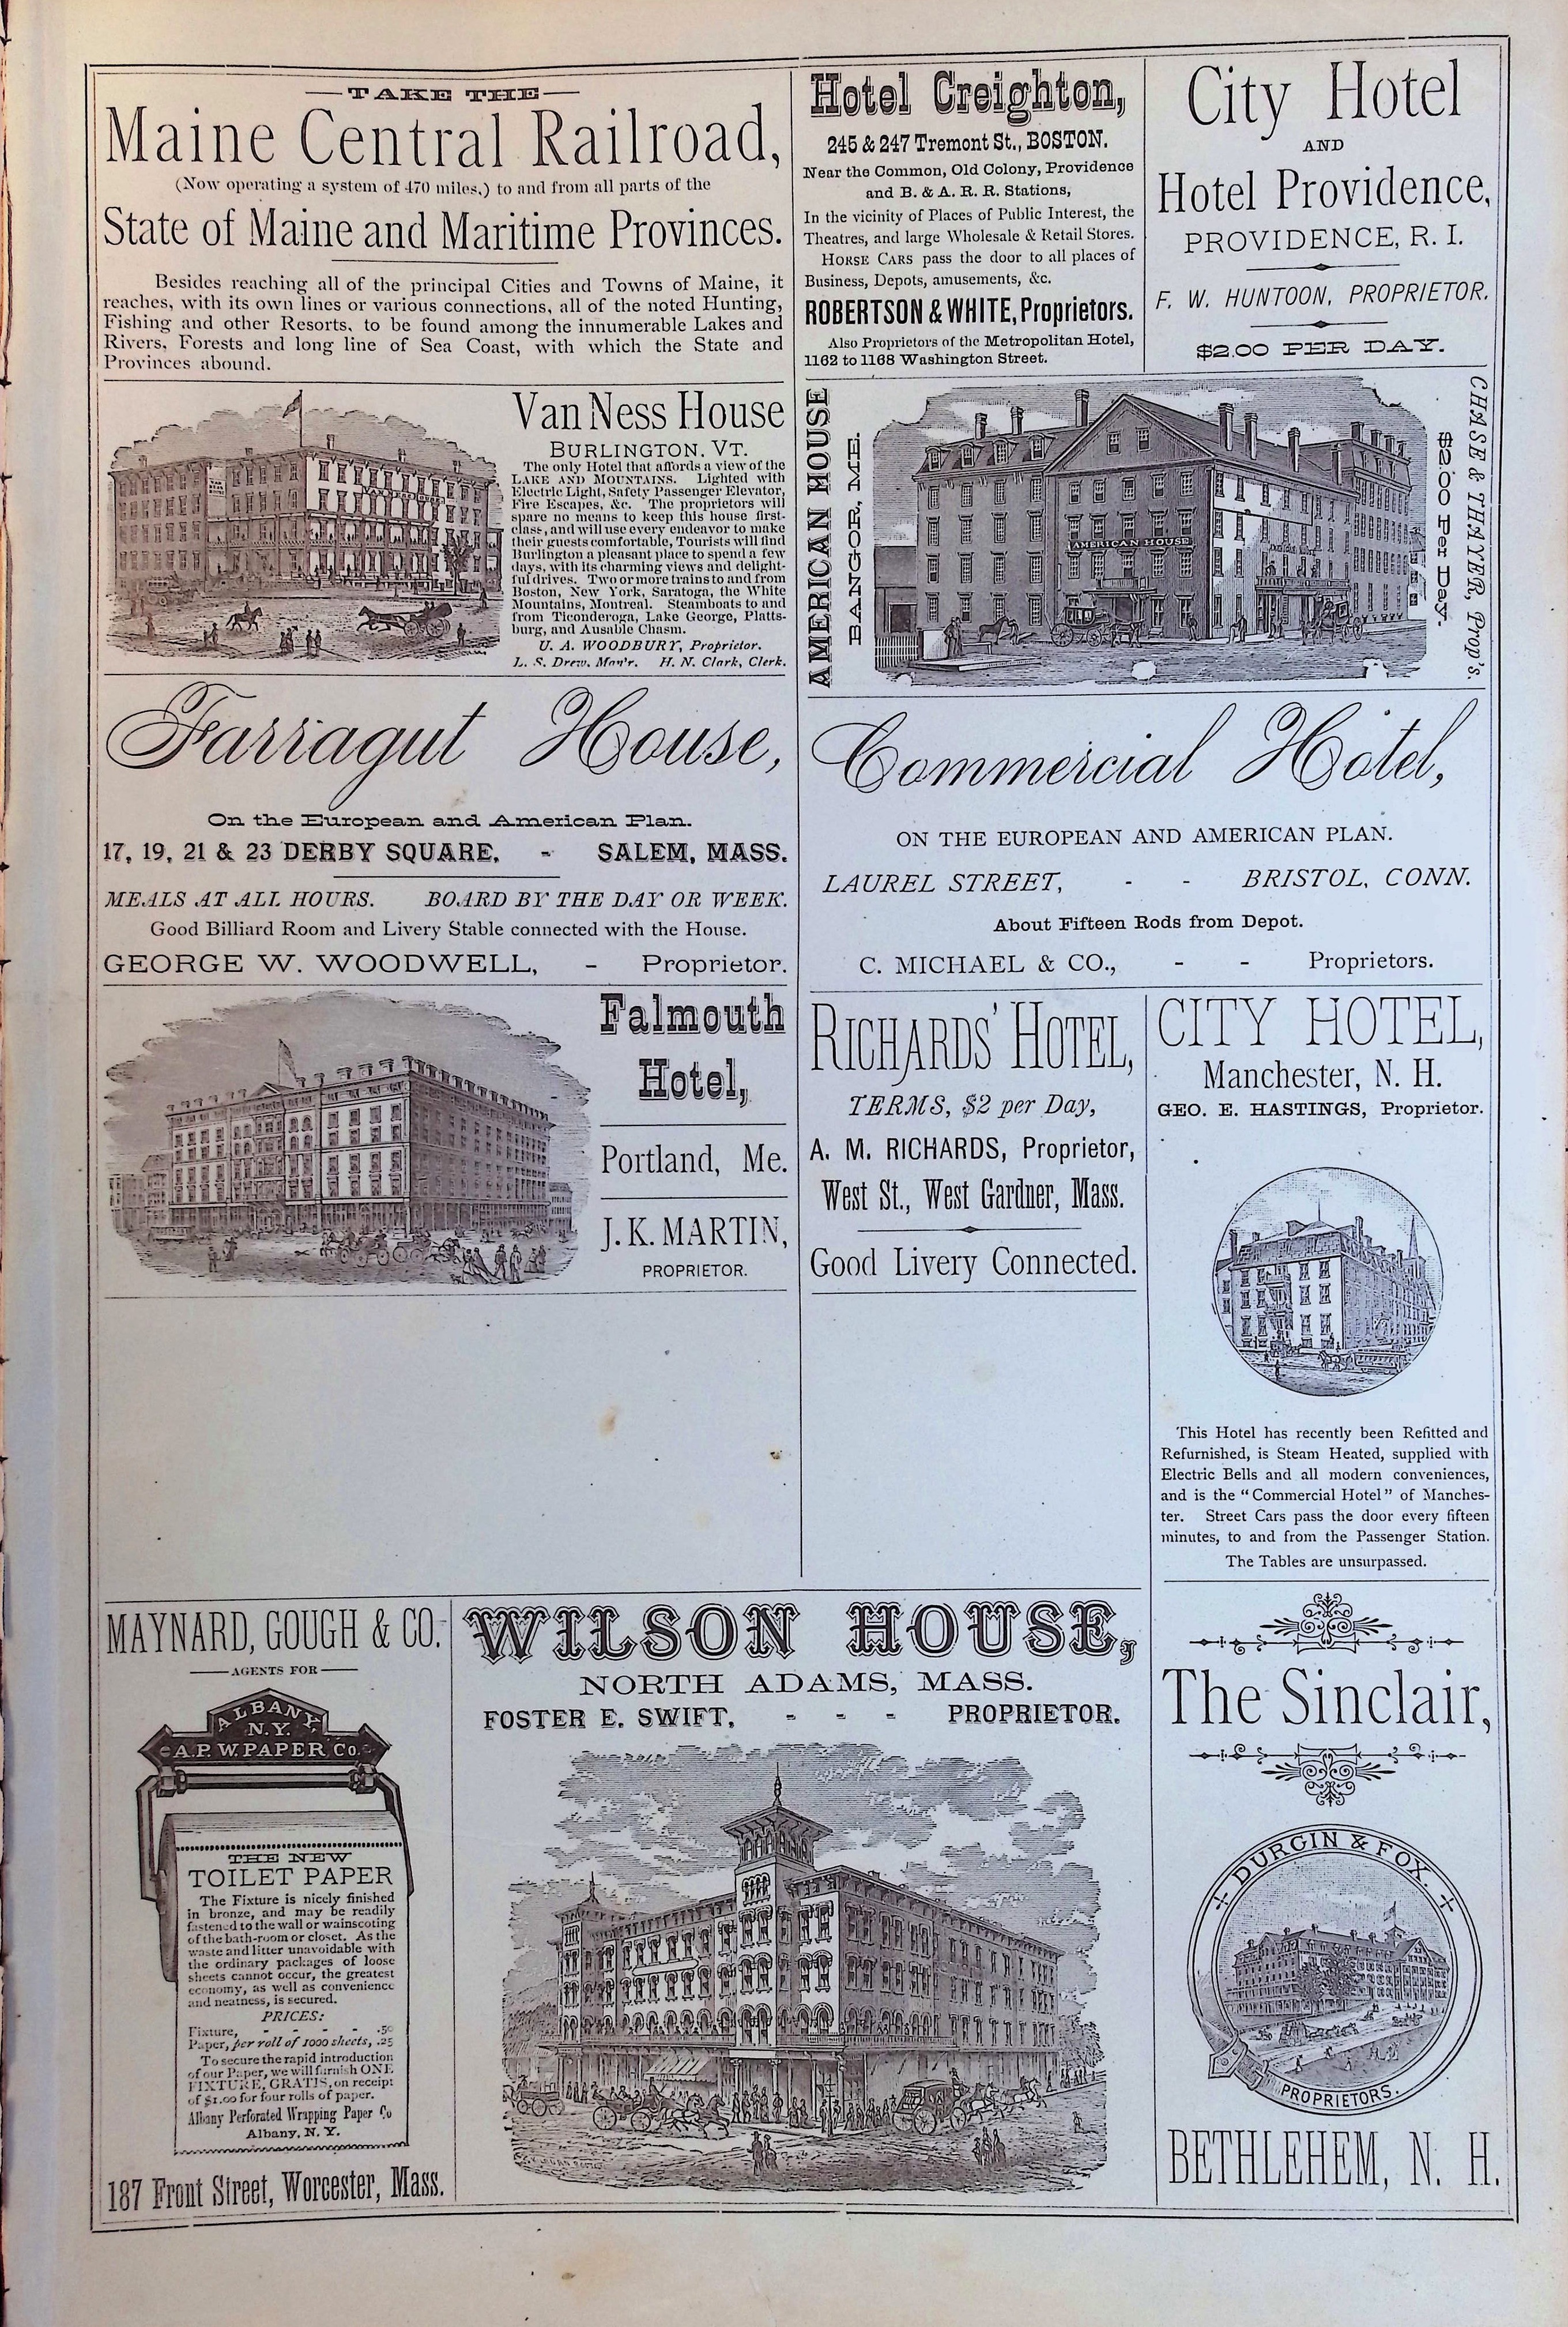 TAKE THE
Maine Central Railroad,
(Now operating a system of 470 miles,) to and from all parts of the
State of Maine and Maritime Provinces.
Besides reaching all of the principal Cities and Towns of Maine, it
reaches, with its own lines or various connections, all of the noted Hunting,
Fishing and other Resorts, to be found among the innumerable Lakes and
Rivers, Forests and long line of Sea Coast, with which the State and
Provinces abound.
Hotel Creighton,
245 & 247 Tremont St., BOSTON.
Near the Common, Old Colony, Providence
and B. & A. R. R. Stations,
In the vicinity of Places of Public Interest, the
Theatres, and large Wholesale & Retail Stores.
HORSE CARS pass the door to all places of
Business, Depots, amusements, &c.
ROBERTSON & WHITE, Proprietors.
Also Proprietors of the Metropolitan Hotel,
1162 to 1168 Washington Street.
City Hotel
AND
Hotel Providence,
PROVIDENCE, R. I.
F. W. HUNTOON, PROPRIETOR.
$2.00 PER DAY.
Van Ness House
BURLINGTON, VT.
The only Hotel that affords a view of the
LAKE AND MOUNTAINS. Lighted with
Electric Light, Safety Passenger Elevator,
Fire Escapes, &c. The proprietors will
spare no means to keep this house first-
class, and will use every endeavor to make
their guests comfortable, Tourists will find
Burlington a pleasant place to spend a few
days, with its charming views and delight-
ful drives. Two or more trains to and from
Boston, New York, Saratoga, the White
Mountains, Montreal. Steamboats to and
from Ticonderoga, Lake George, Platts-
burg, and Ausable Chasm.
U. A. WOODBURY, Proprietor.
L. S. Drew, Man'r. H. N. Clark, Clerk.
AMERICAN HOUSE
BANGOR, ME.
AMERICAN HOUSE
$2.00 Per Day.
CHASE & THAYER, Prop's.
Farragut House,
On the European and American Plan.
17, 19, 21 & 23 DERBY SQUARE, - SALEM, MASS.
MEALS AT ALL HOURS. BOARD BY THE DAY OR WEEK.
Good Billiard Room and Livery Stable connected with the House.
GEORGE W. WOODWELL, - Proprietor.
Commercial Hotel,
ON THE EUROPEAN AND AMERICAN PLAN.
LAUREL STREET, - - BRISTOL, CONN.
About Fifteen Rods from Depot.
C. MICHAEL & CO., - - Proprietors.
Falmouth
Hotel,
Portland, Me.
J. K. MARTIN,
PROPRIETOR.
RICHARDS' HOTEL,
TERMS, $2 per Day,
A. M. RICHARDS, Proprietor,
West St., West Gardner, Mass.
Good Livery Connected.
CITY HOTEL,
Manchester, N. H.
GEO. E. HASTINGS, Proprietor.
This Hotel has recently been Refitted and
Refurnished, is Steam Heated, supplied with
Electric Bells and all modern conveniences,
and is the "Commercial Hotel" of Manches-
ter. Street Cars pass the door every fifteen
minutes, to and from the Passenger Station.
The Tables are unsurpassed.
MAYNARD, GOUGH & CO.
AGENTS FOR
ALBANY,
N.Y.
A. P. W. PAPER Co.
THE NEW
TOILET PAPER
The Fixture is nicely finished
in bronze, and may be readily
fastened to the wall or wainscoting
of the bath-room or closet. As the
waste and litter unavoidable with
the ordinary packages of loose
sheets cannot occur, the greatest
economy, as well as convenience
and neatness, is secured.
PRICES:
Fixture, - - - - .50
Paper, per roll of 1000 sheets, .25
To secure the rapid introduction
of our Paper, we will furnish ONE
FIXTURE, GRATIS, on receipt
of $1.00 for four rolls of paper.
Albany Perforated Wrapping Paper Co
Albany, N. Y.
187 Front Street, Worcester, Mass.
WILSON HOUSE,
NORTH ADAMS, MASS.
FOSTER E. SWIFT, - - - PROPRIETOR.
The Sinclair,
DURGIN & FOX.
PROPRIETORS.
BETHLEHEM, N. H.